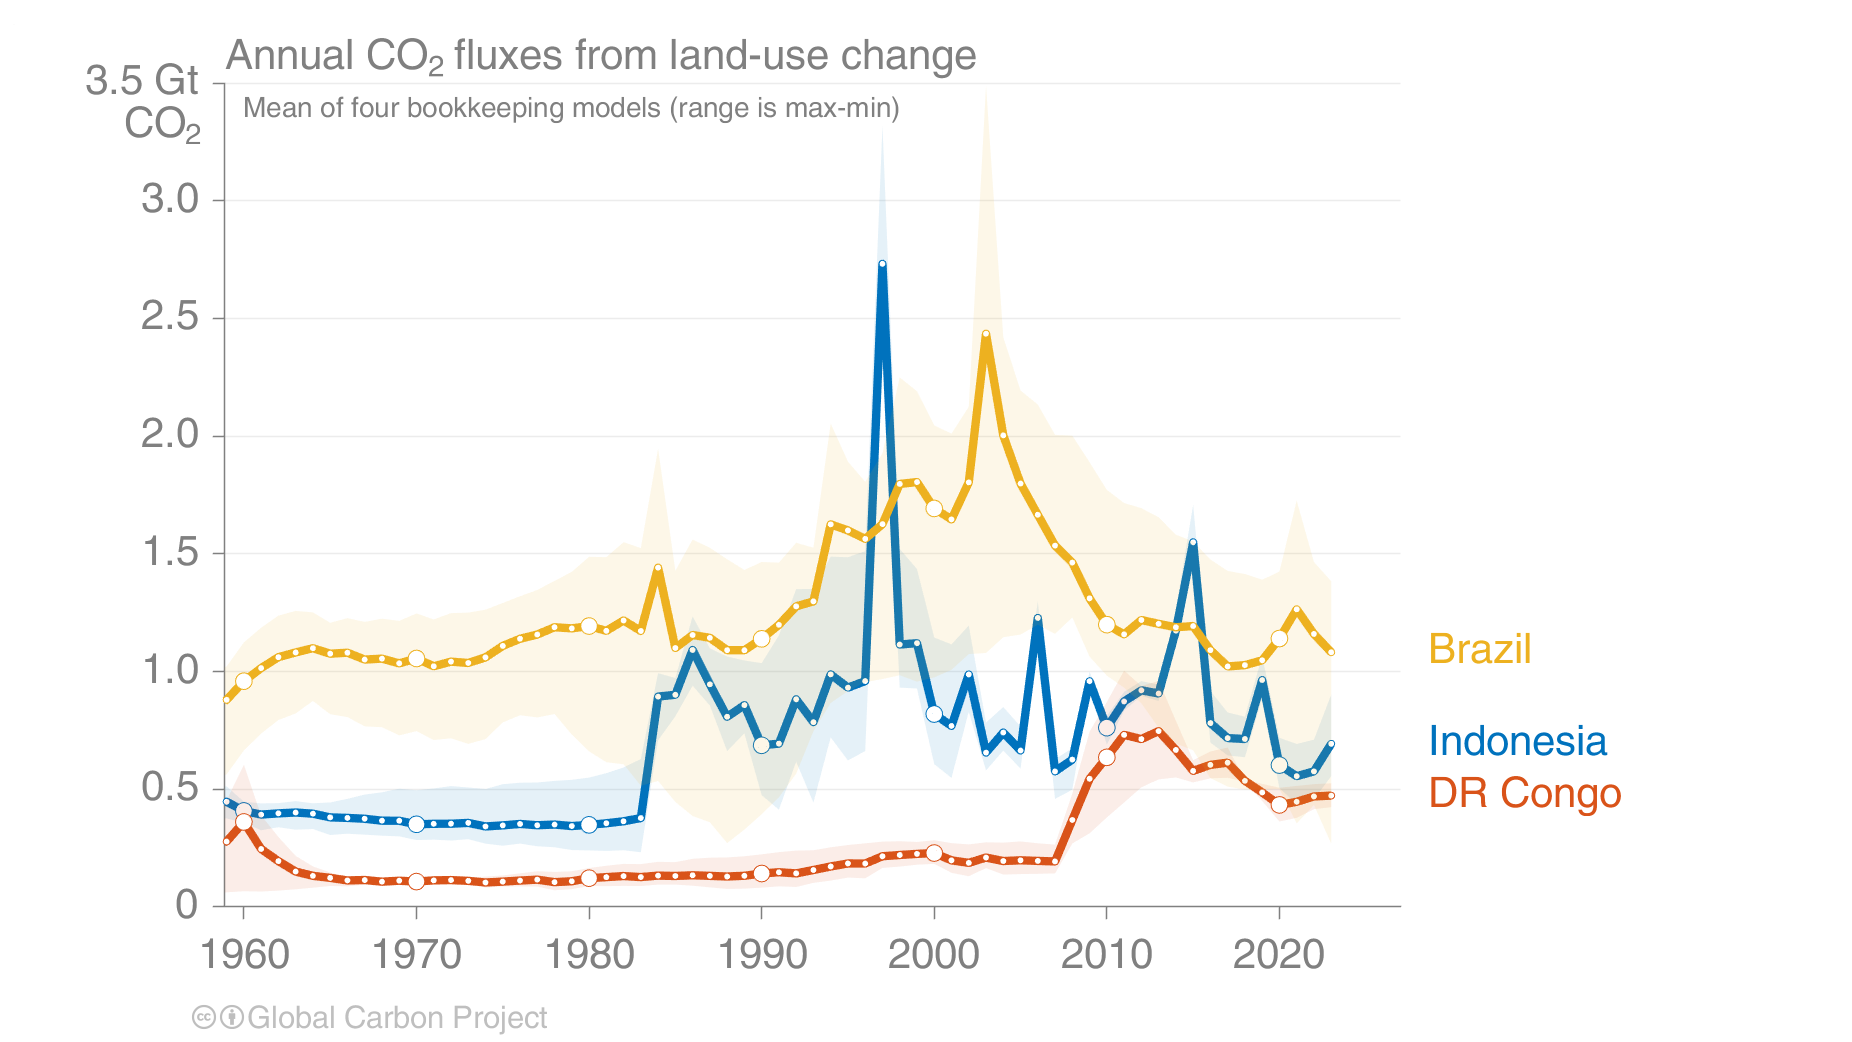 Annual CO₂ fluxes from land-use change
3.5 Gt
CO₂
Mean of four bookkeeping models (range is max-min)
3.0
2.5
2.0
1.5
1.0
0.5
0
Brazil
Indonesia
DR Congo
1960 1970 1980 1990 2000 2010 2020
cc Global Carbon Project